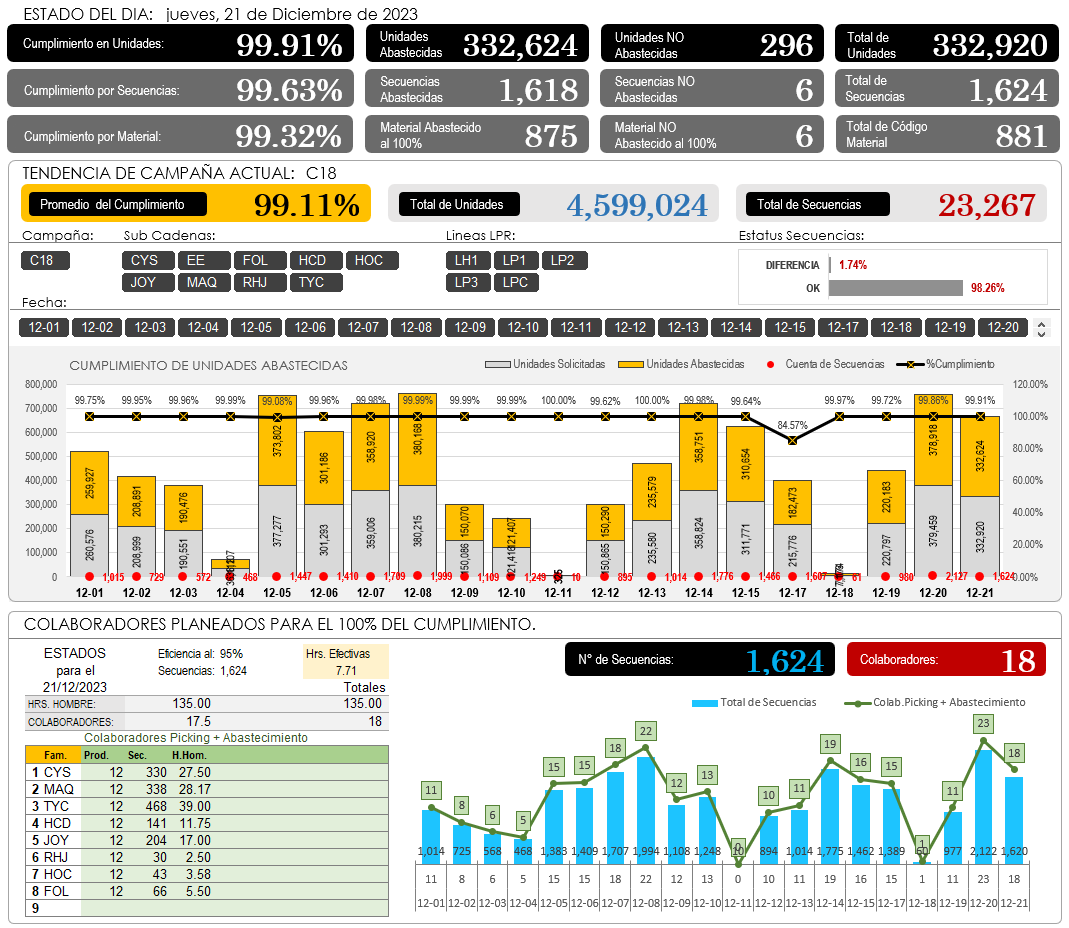 ESTADO DEL DIA: jueves, 21 de Diciembre de 2023
Cumplimiento en Unidades: 99.91%
Unidades Abastecidas 332,624
Unidades NO Abastecidas 296
Total de Unidades 332,920
Cumplimiento por Secuencias: 99.63%
Secuencias Abastecidas 1,618
Secuencias NO Abastecidas 6
Total de Secuencias 1,624
Cumplimiento por Material: 99.32%
Material Abastecido al 100% 875
Material NO Abastecido al 100% 6
Total de Código Material 881
TENDENCIA DE CAMPAÑA ACTUAL: C18
Promedio del Cumplimiento 99.11%
Total de Unidades 4,599,024
Total de Secuencias 23,267
Campaña: Sub Cadenas: Lineas LPR: Estatus Secuencias:
C18 CYS EE FOL HCD HOC LH1 LP1 LP2
JOY MAQ RHJ TYC LP3 LPC
DIFERENCIA 1.74%
OK 98.26%
Fecha:
12-01 12-02 12-03 12-04 12-05 12-06 12-07 12-08 12-09 12-10 12-11 12-12 12-13 12-14 12-15 12-17 12-18 12-19 12-20
CUMPLIMIENTO DE UNIDADES ABASTECIDAS
Unidades Solicitadas Unidades Abastecidas Cuenta de Secuencias %Cumplimiento
800,000
700,000
600,000
500,000
400,000
300,000
200,000
100,000
0
120.00%
100.00%
80.00%
60.00%
40.00%
20.00%
0.00%
99.75% 99.95% 99.96% 99.99% 99.08% 99.96% 99.98% 99.99% 99.99% 99.99% 100.00% 99.62% 100.00% 99.98% 99.64% 84.57% 99.97% 99.72% 99.86% 99.91%
259,927 208,891 190,476 373,802 301,186 358,920 380,168 150,070 121,407 150,290 235,579 358,751 310,654 182,473 220,183 378,918 332,624
260,576 208,999 190,551 377,277 301,293 359,006 380,215 150,086 121,416 150,865 235,580 358,824 311,771 215,776 220,797 379,459 332,920
1,015 729 572 468 1,447 1,410 1,709 1,999 1,109 1,249 10 895 1,014 1,776 1,466 1,607 61 980 2,127 1,624
12-01 12-02 12-03 12-04 12-05 12-06 12-07 12-08 12-09 12-10 12-11 12-12 12-13 12-14 12-15 12-17 12-18 12-19 12-20 12-21
COLABORADORES PLANEADOS PARA EL 100% DEL CUMPLIMIENTO.
ESTADOS para el 21/12/2023
Eficiencia al: 95%
Secuencias: 1,624
Hrs. Efectivas
7.71
Totales
HRS. HOMBRE: 135.00 135.00
COLABORADORES: 17.5 18
Colaboradores Picking + Abastecimiento
Fam. Prod. Sec. H.Hom.
1 CYS 12 330 27.50
2 MAQ 12 338 28.17
3 TYC 12 468 39.00
4 HCD 12 141 11.75
5 JOY 12 204 17.00
6 RHJ 12 30 2.50
7 HOC 12 43 3.58
8 FOL 12 66 5.50
9
N° de Secuencias: 1,624
Colaboradores: 18
Total de Secuencias Colab.Picking + Abastecimiento
11 8 6 5 15 15 18 22 12 13 0 10 11 19 16 15 1 11 23 18
1,014 725 568 468 1,383 1,409 1,707 1,994 1,108 1,248 10 894 1,014 1,775 1,462 1,389 60 977 2,122 1,620
11 8 6 5 15 15 18 22 12 13 0 10 11 19 16 15 1 11 23 18
12-01 12-02 12-03 12-04 12-05 12-06 12-07 12-08 12-09 12-10 12-11 12-12 12-13 12-14 12-15 12-16 12-18 12-19 12-20 12-21